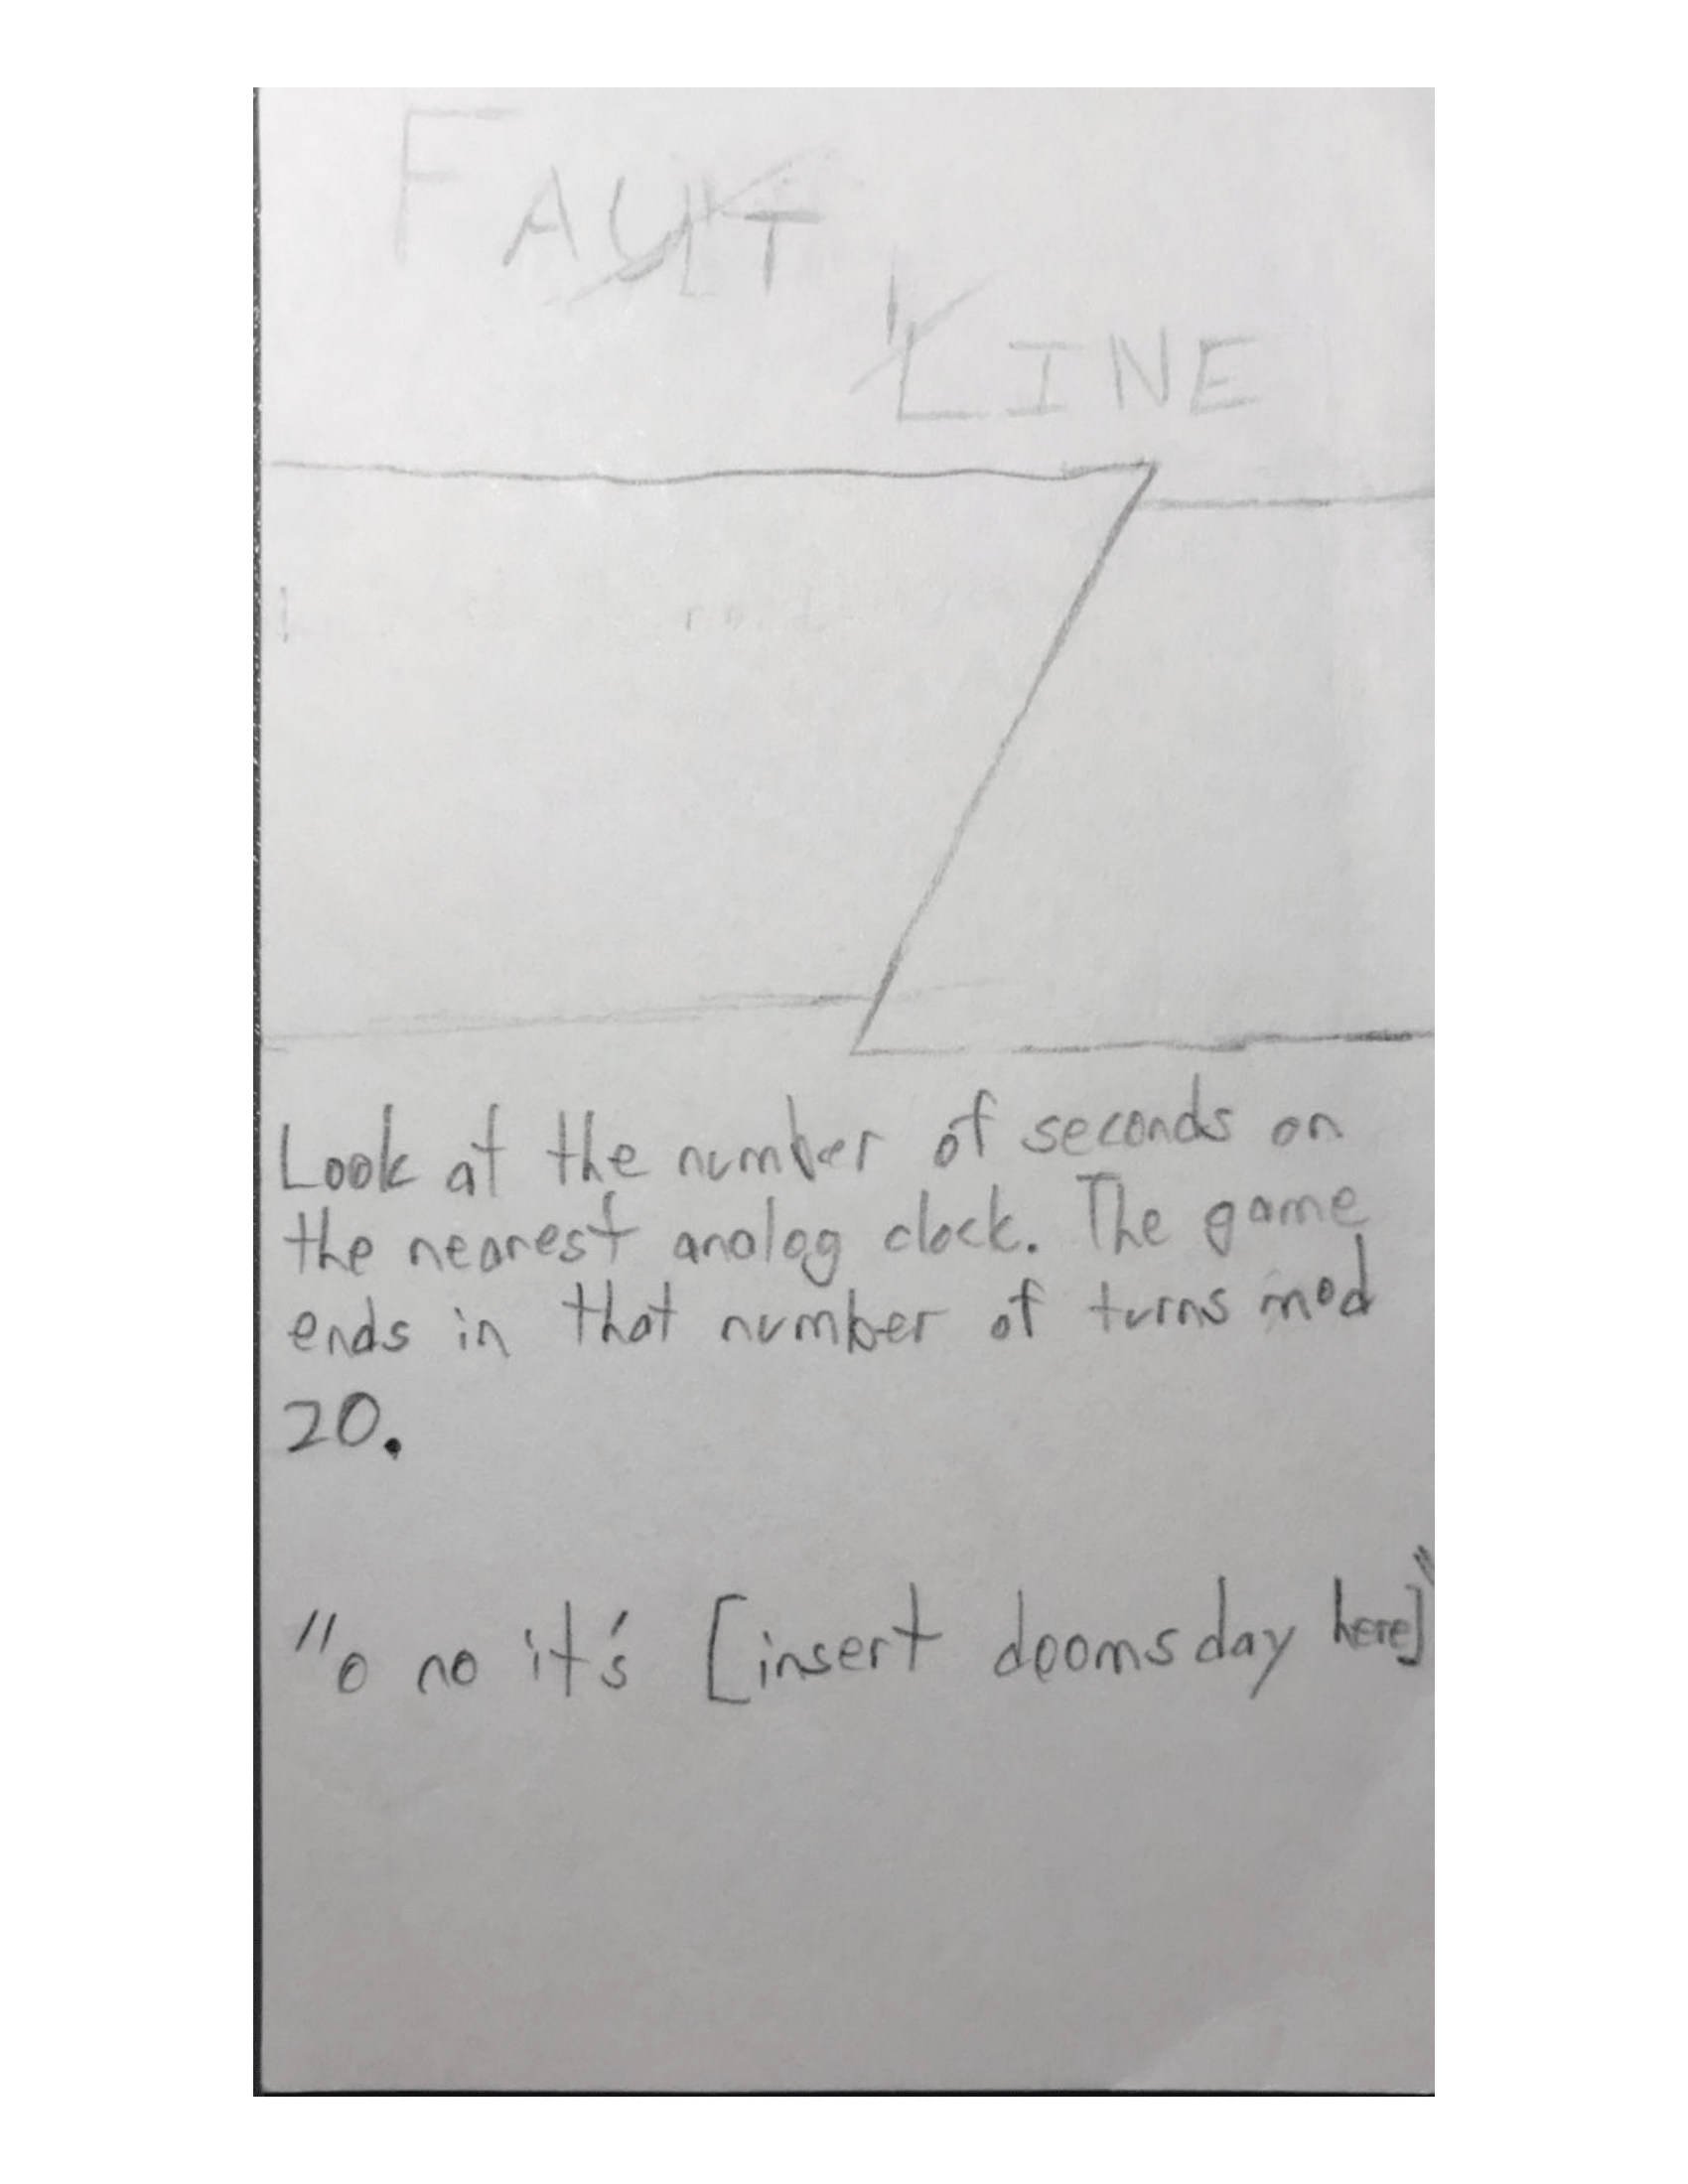 FAULT
LINE
Look at the number of seconds on
the nearest analog clock. The game
ends in that number of turns mod
20.
"o no it's [insert doomsday here]"